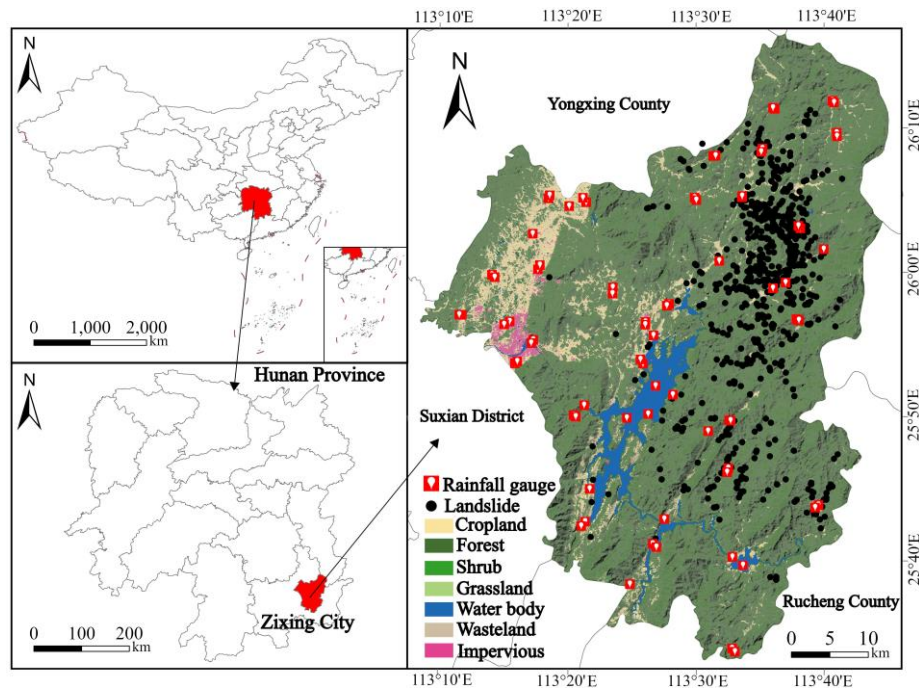 N
0 1,000 2,000
km
N
Hunan Province
Zixing City
0 100 200
km
113°10'E 113°20'E 113°30'E 113°40'E
N
Yongxing County
Suxian District
Rucheng County
26°10'N
26°00'N
25°50'N
25°40'N
Rainfall gauge
Landslide
Cropland
Forest
Shrub
Grassland
Water body
Wasteland
Impervious
0 5 10
km
113°10'E 113°20'E 113°30'E 113°40'E